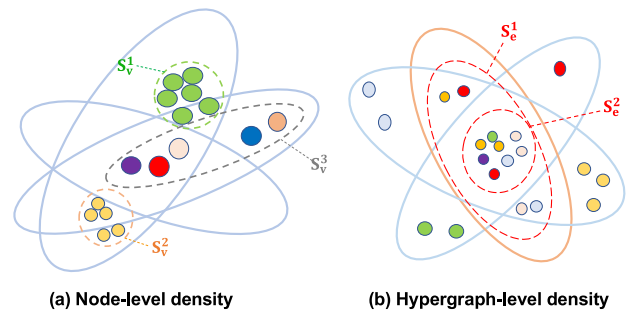 S_v^1
S_v^3
S_v^2
(a) Node-level density
S_e^1
S_e^2
(b) Hypergraph-level density